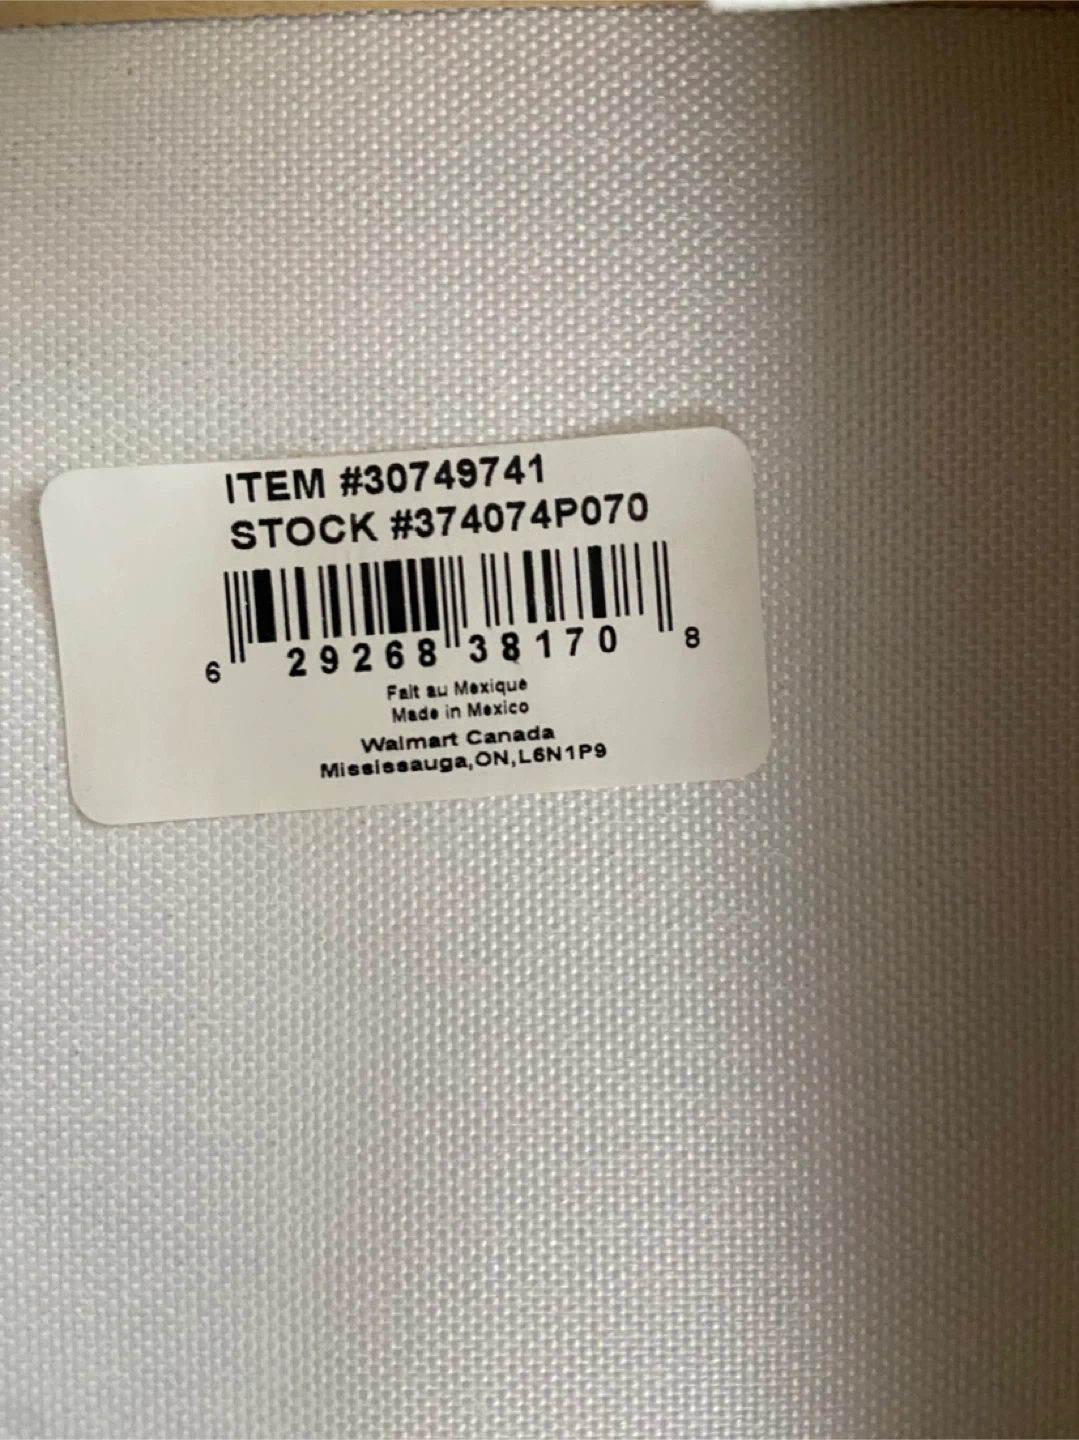 ITEM #30749741
STOCK #374074P070
6 29268 38170 8
Fait au Mexique
Made in Mexico
Walmart Canada
Mississauga,ON,L6N1P9